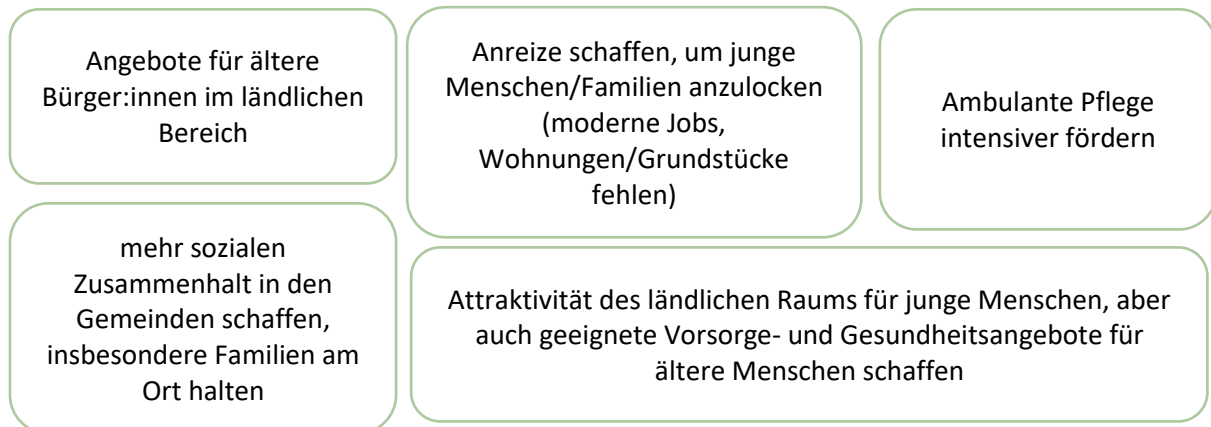 Angebote für ältere
Bürger:innen im ländlichen
Bereich
Anreize schaffen, um junge
Menschen/Familien anzulocken
(moderne Jobs,
Wohnungen/Grundstücke
fehlen)
Ambulante Pflege
intensiver fördern
mehr sozialen
Zusammenhalt in den
Gemeinden schaffen,
insbesondere Familien am
Ort halten
Attraktivität des ländlichen Raums für junge Menschen, aber
auch geeignete Vorsorge- und Gesundheitsangebote für
ältere Menschen schaffen